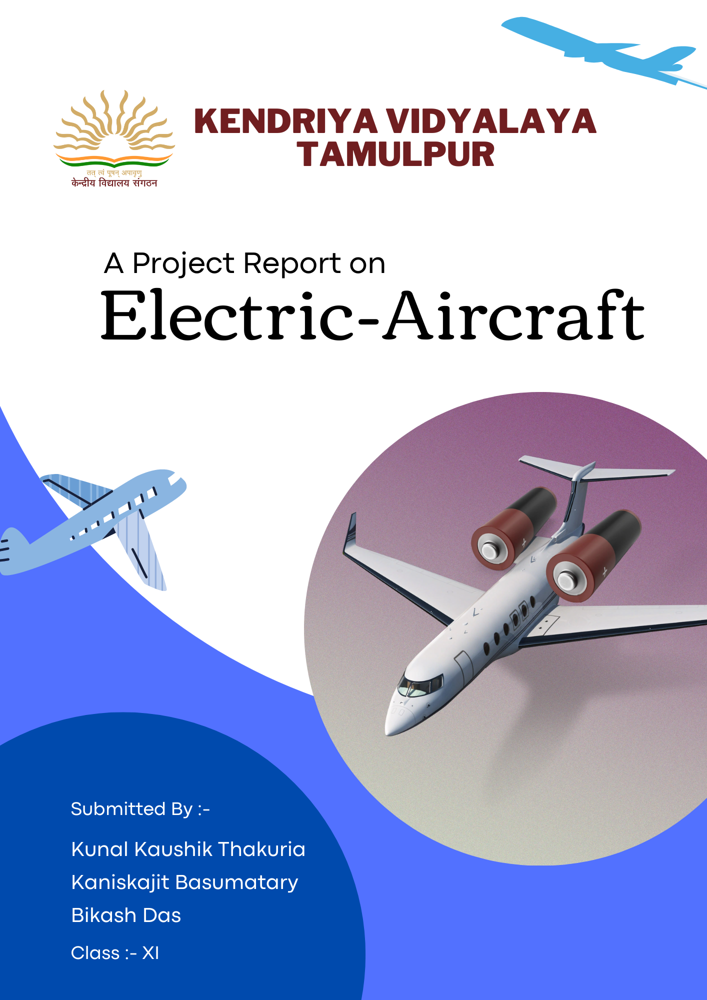 KENDRIYA VIDYALAYA
TAMULPUR
तत् त्वं पूषन् अपावृणु
केन्द्रीय विद्यालय संगठन
A Project Report on
Electric-Aircraft
+
+
Submitted By :-
Kunal Kaushik Thakuria
Kaniskajit Basumatary
Bikash Das
Class :- XI